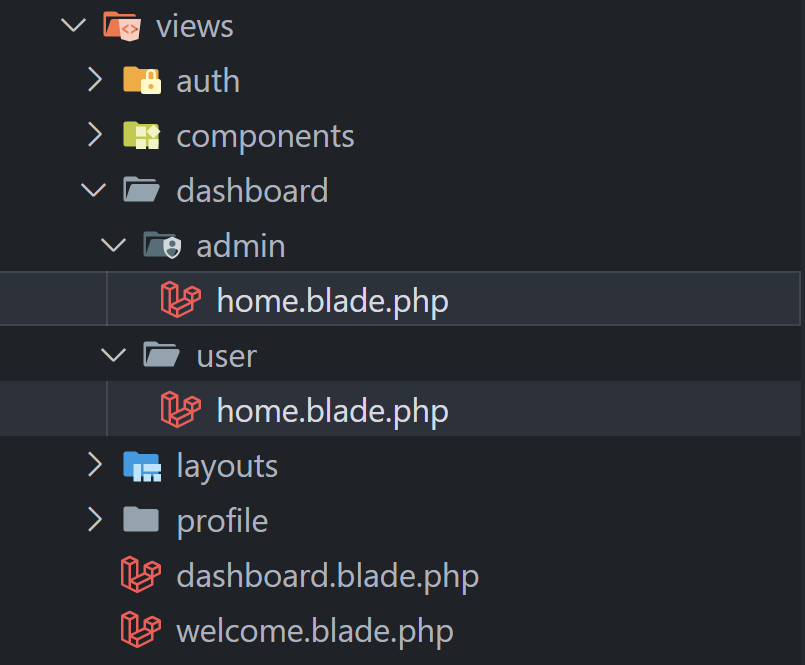 views
auth
components
dashboard
admin
home.blade.php
user
home.blade.php
layouts
profile
dashboard.blade.php
welcome.blade.php